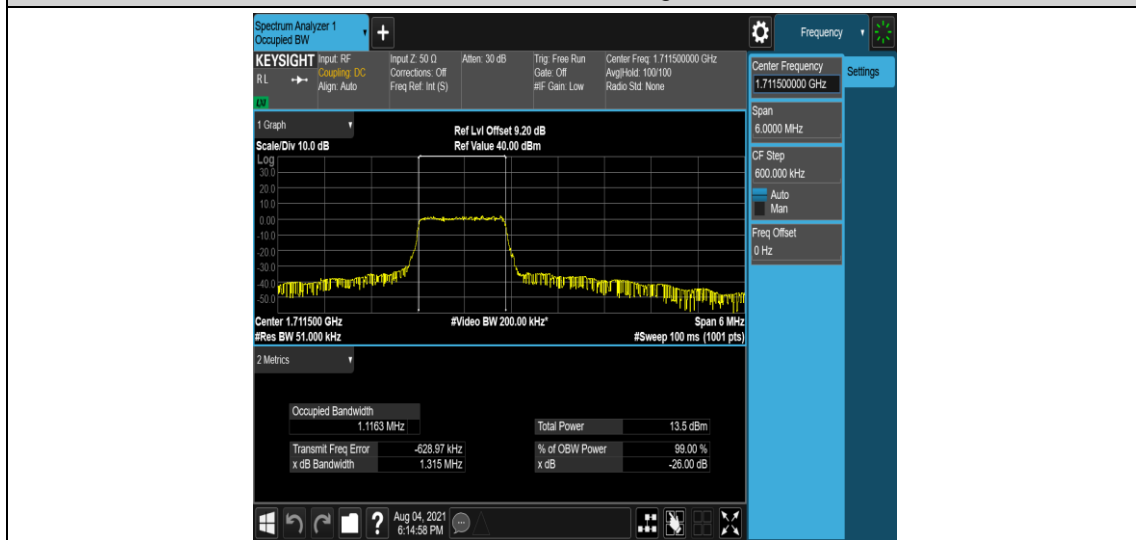 Spectrum Analyzer 1
Occupied BW
+
Frequency
KEYSIGHT Input: RF
RL
Coupling: DC
Align: Auto
LXI
Input Z: 50 Ω
Corrections: Off
Freq Ref: Int (S)
Atten: 30 dB
Trig: Free Run
Gate: Off
#IF Gain: Low
Center Freq: 1.711500000 GHz
Avg|Hold: 100/100
Radio Std: None
Center Frequency
1.711500000 GHz
Settings
Span
6.0000 MHz
CF Step
600.000 kHz
Auto
Man
Freq Offset
0 Hz
1 Graph
Ref Lvl Offset 9.20 dB
Scale/Div 10.0 dB
Ref Value 40.00 dBm
Log
30.0
20.0
10.0
0.00
-10.0
-20.0
-30.0
-40.0
-50.0
Center 1.711500 GHz
#Video BW 200.00 kHz*
Span 6 MHz
#Res BW 51.000 kHz
#Sweep 100 ms (1001 pts)
2 Metrics
Occupied Bandwidth
1.1163 MHz
Total Power 13.5 dBm
Transmit Freq Error -628.97 kHz
% of OBW Power 99.00 %
x dB Bandwidth 1.315 MHz
x dB -26.00 dB
?
Aug 04, 2021
6:14:58 PM